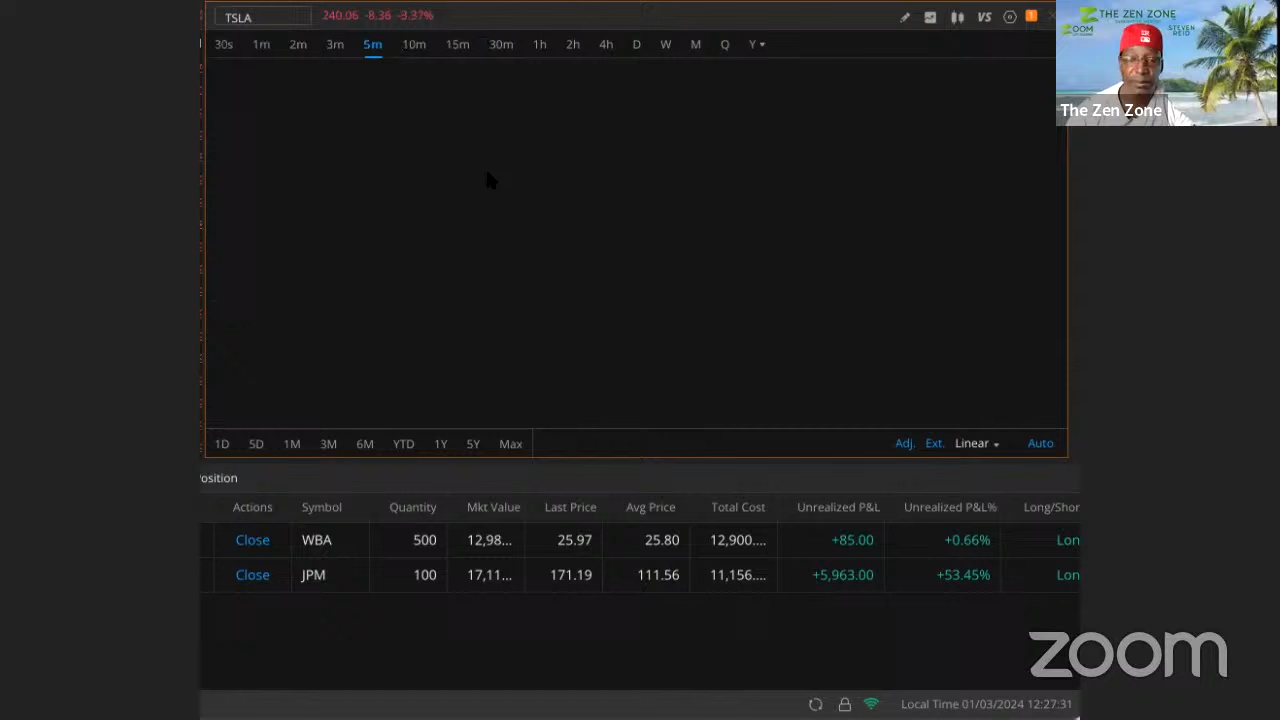 TSLA 240.06 -8.36 -3.37% VS 1
30s 1m 2m 3m 5m 10m 15m 30m 1h 2h 4h D W M Q Y
THE ZEN ZONE
ZOOM
STEVEN REID
The Zen Zone
1D 5D 1M 3M 6M YTD 1Y 5Y Max Adj. Ext. Linear Auto
osition
Actions Symbol Quantity Mkt Value Last Price Avg Price Total Cost Unrealized P&L Unrealized P&L% Long/Shor
Close WBA 500 12,98... 25.97 25.80 12,900.... +85.00 +0.66% Lon
Close JPM 100 17,11... 171.19 111.56 11,156.... +5,963.00 +53.45% Lon
zoom
Local Time 01/03/2024 12:27:31